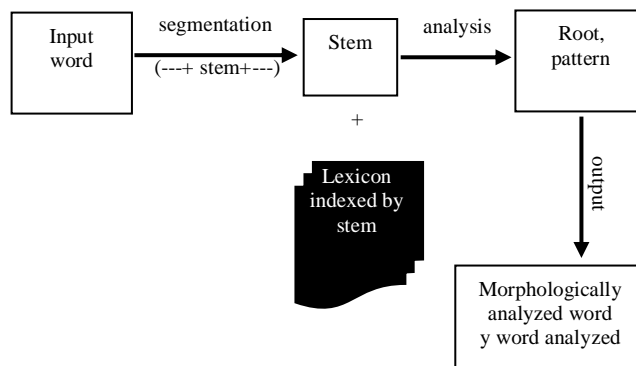 Input
word
segmentation
(---+ stem+---)
Stem
analysis
Root,
pattern
+
Lexicon
indexed by
stem
output
Morphologically
analyzed word
y word analyzed